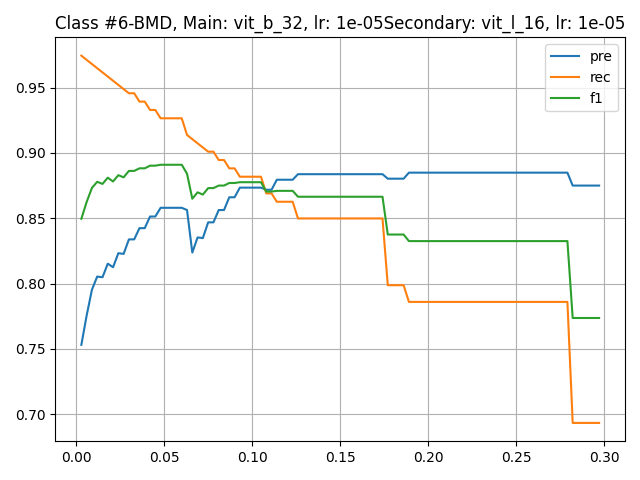 Class #6-BMD, Main: vit_b_32, lr: 1e-05Secondary: vit_l_16, lr: 1e-05
pre
rec
f1
0.95
0.90
0.85
0.80
0.75
0.70
0.00 0.05 0.10 0.15 0.20 0.25 0.30